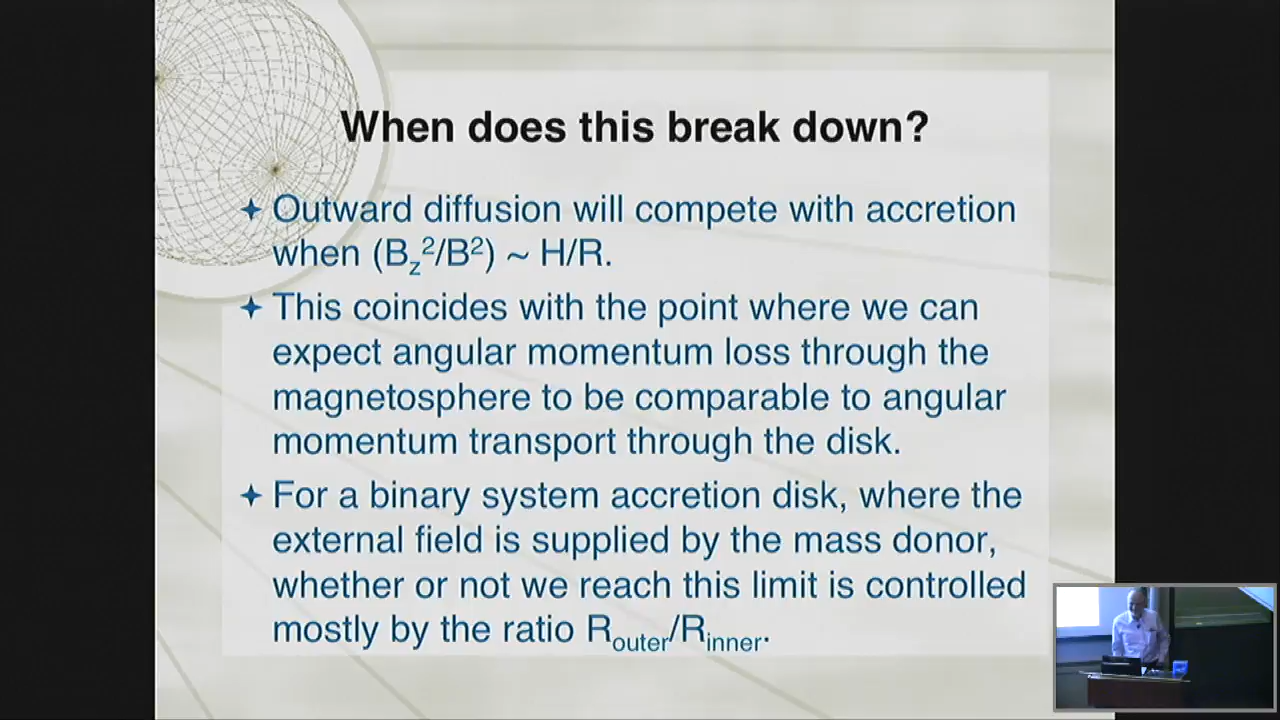 When does this break down?
✦ Outward diffusion will compete with accretion
when (B_z²/B²) ~ H/R.
✦ This coincides with the point where we can
expect angular momentum loss through the
magnetosphere to be comparable to angular
momentum transport through the disk.
✦ For a binary system accretion disk, where the
external field is supplied by the mass donor,
whether or not we reach this limit is controlled
mostly by the ratio R_outer/R_inner.